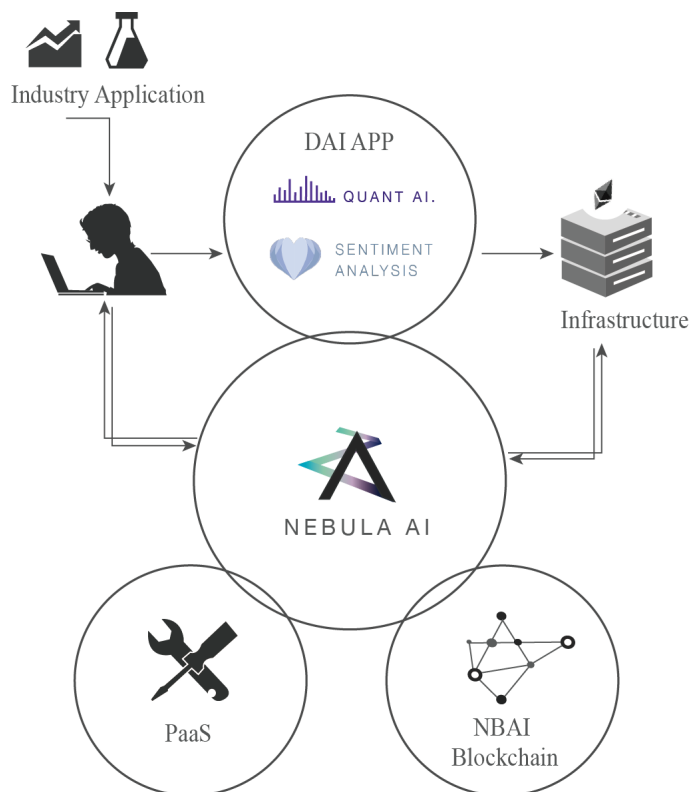 Industry Application
DAI APP
QUANT AI.
SENTIMENT
ANALYSIS
Infrastructure
NEBULA AI
PaaS
NBAI
Blockchain